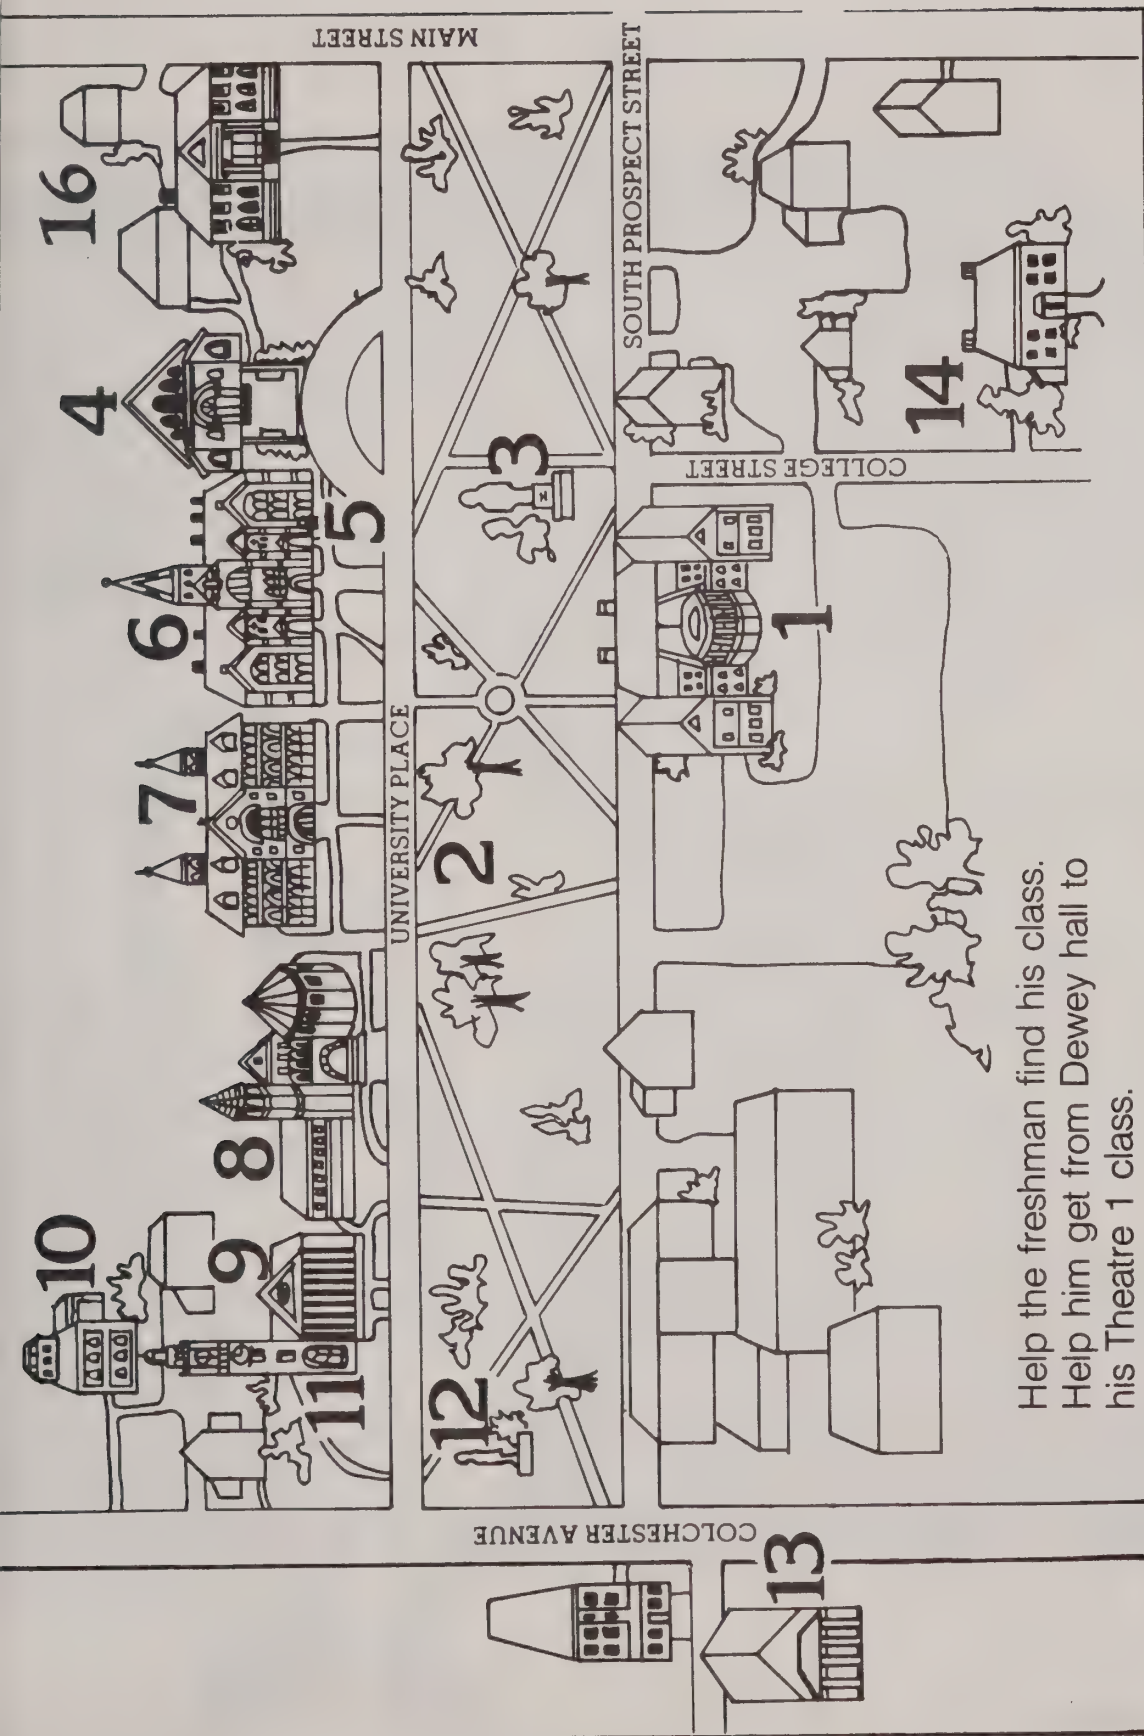 MAIN STREET
16
4
SOUTH PROSPECT STREET
3
5
14
COLLEGE STREET
6
1
7
UNIVERSITY PLACE
2
8
10
9
11
12
COLCHESTER AVENUE
13
Help the freshman find his class.
Help him get from Dewey hall to
his Theatre 1 class.